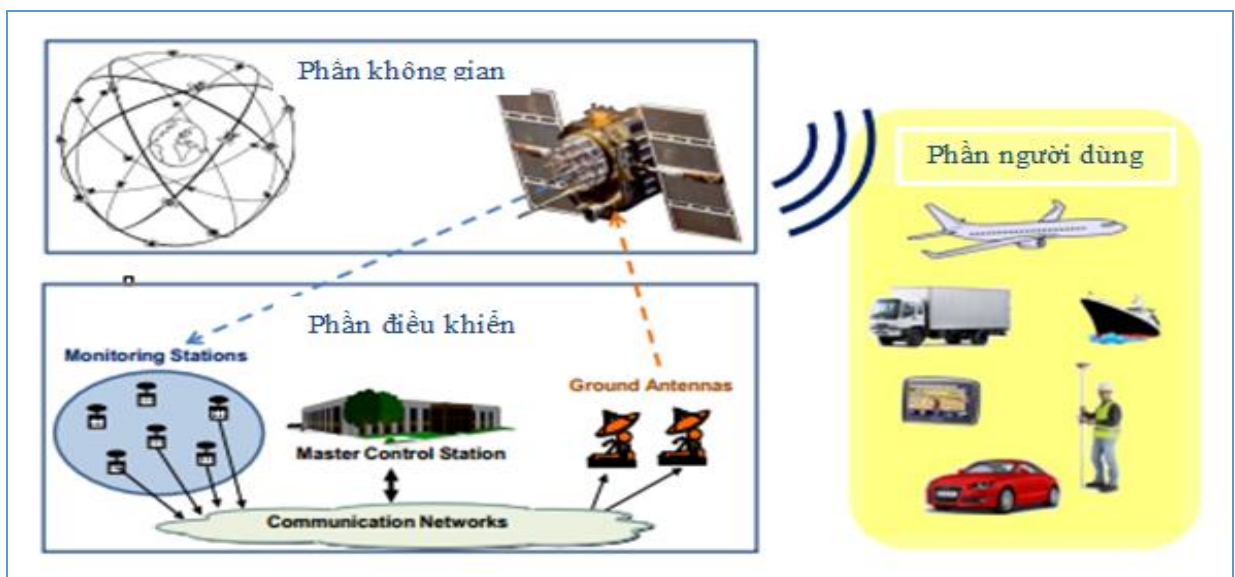 Phần không gian
Phần người dùng
Phần điều khiển
Monitoring Stations
Ground Antennas
Master Control Station
Communication Networks